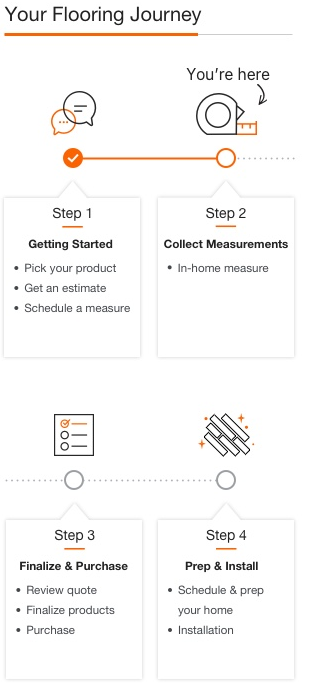 Your Flooring Journey
You're here
Step 1
Getting Started
• Pick your product
• Get an estimate
• Schedule a measure
Step 2
Collect Measurements
• In-home measure
Step 3
Finalize & Purchase
• Review quote
• Finalize products
• Purchase
Step 4
Prep & Install
• Schedule & prep
your home
• Installation